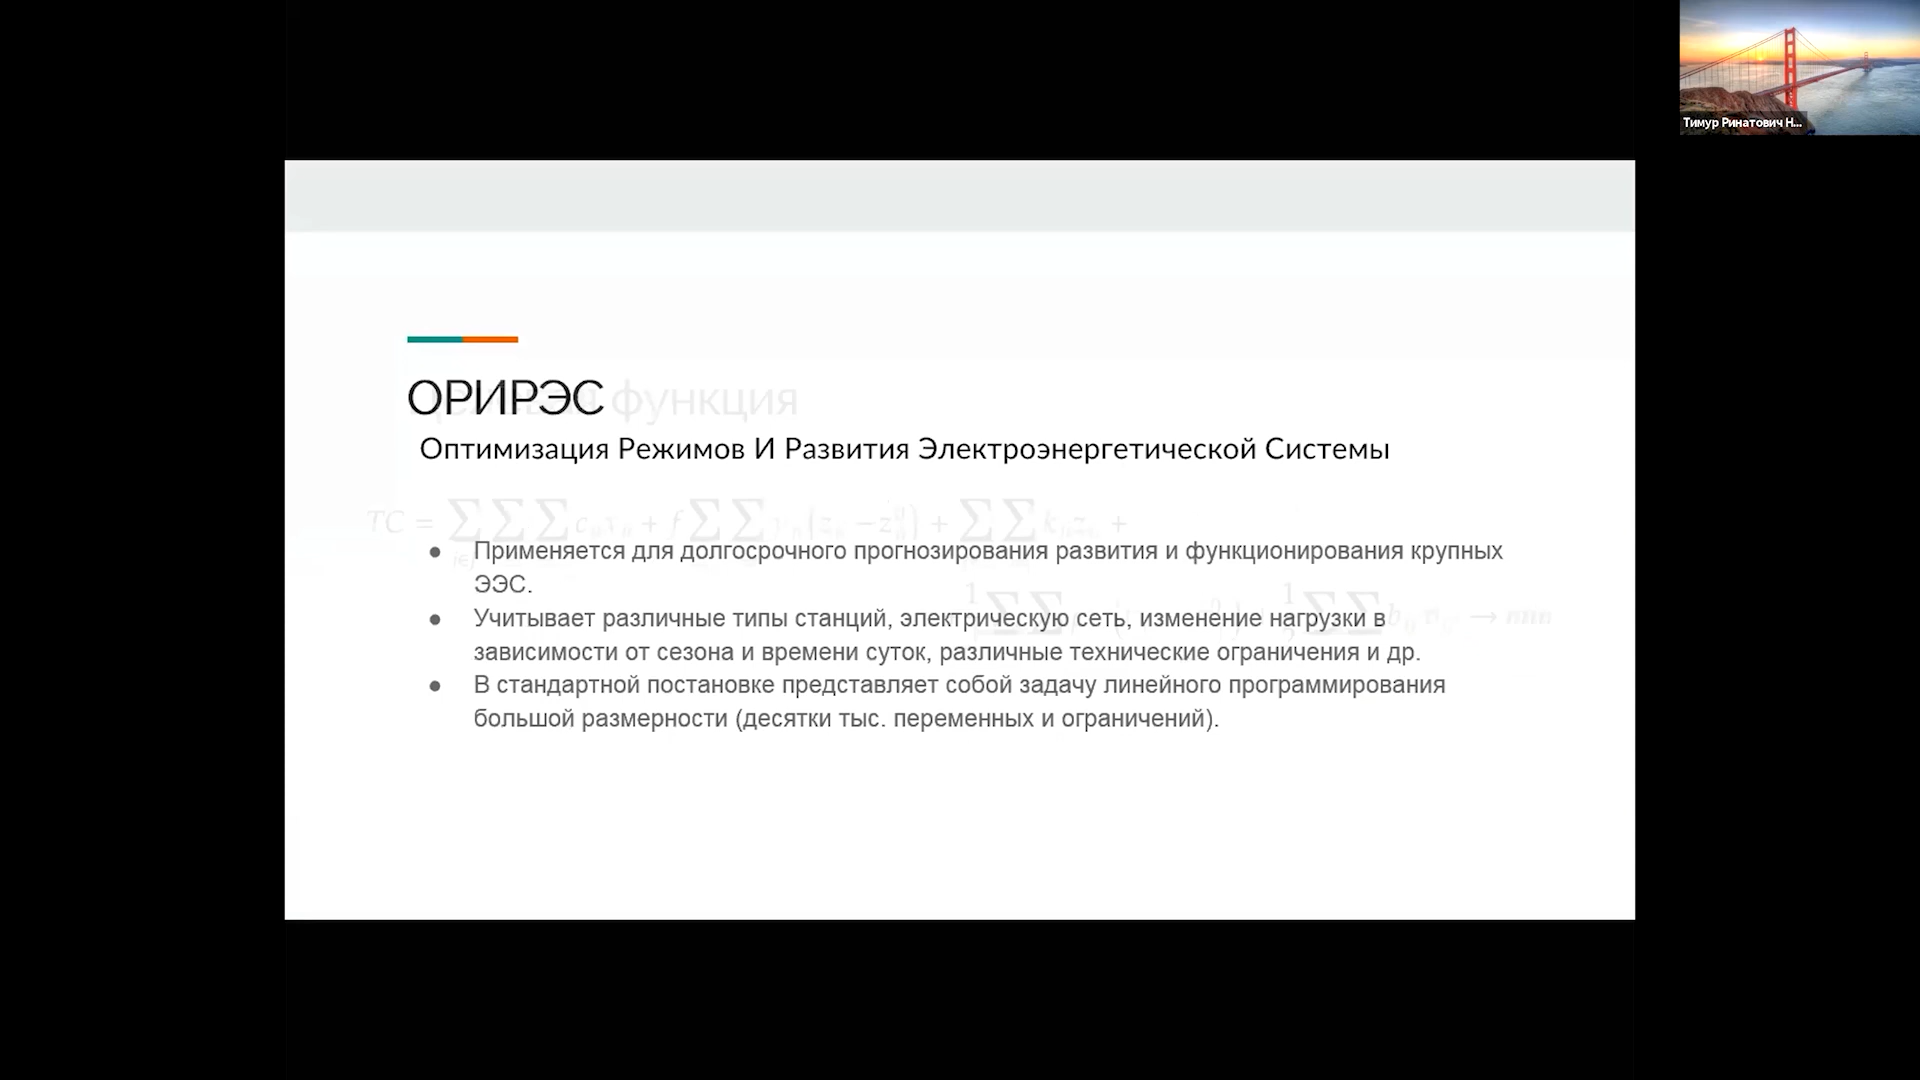 Тимур Ринатович Н...
ОРИРЭС функция
Оптимизация Режимов И Развития Электроэнергетической Системы
TC =
• Применяется для долгосрочного прогнозирования развития и функционирования крупных
ЭЭС.
• Учитывает различные типы станций, электрическую сеть, изменение нагрузки в
зависимости от сезона и времени суток, различные технические ограничения и др.
• В стандартной постановке представляет собой задачу линейного программирования
большой размерности (десятки тыс. переменных и ограничений).